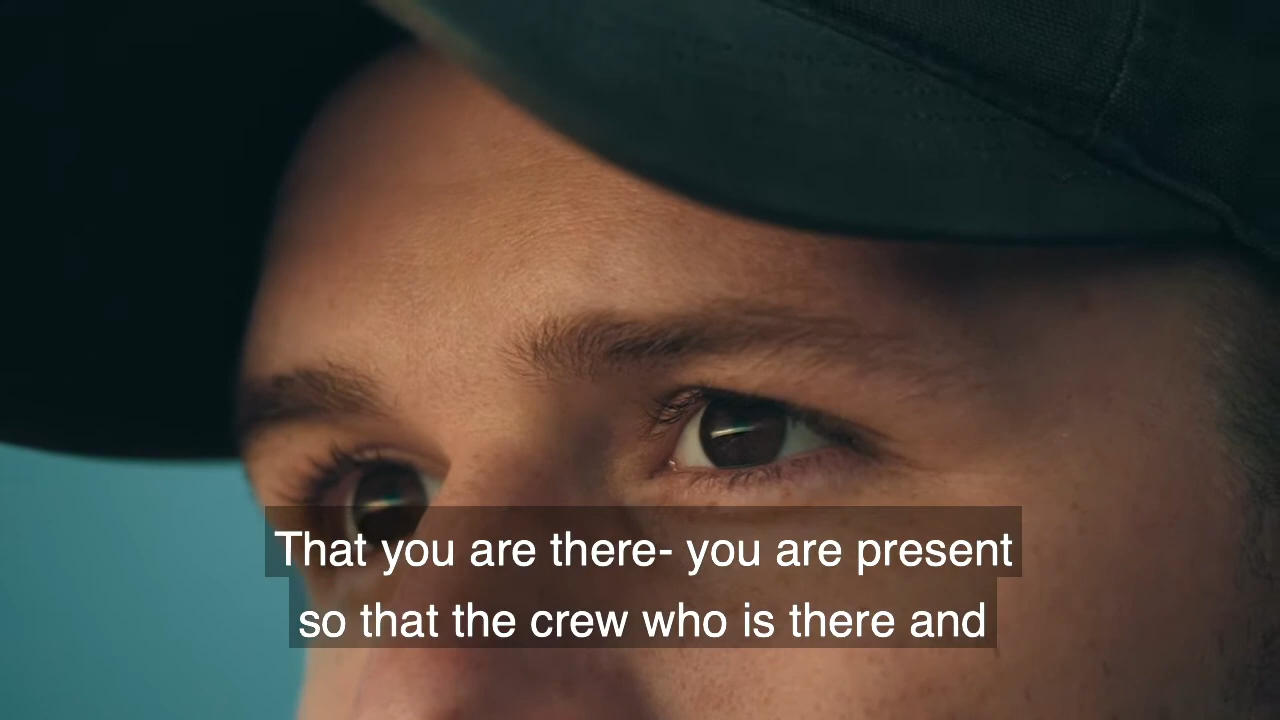 That you are there- you are present
so that the crew who is there and